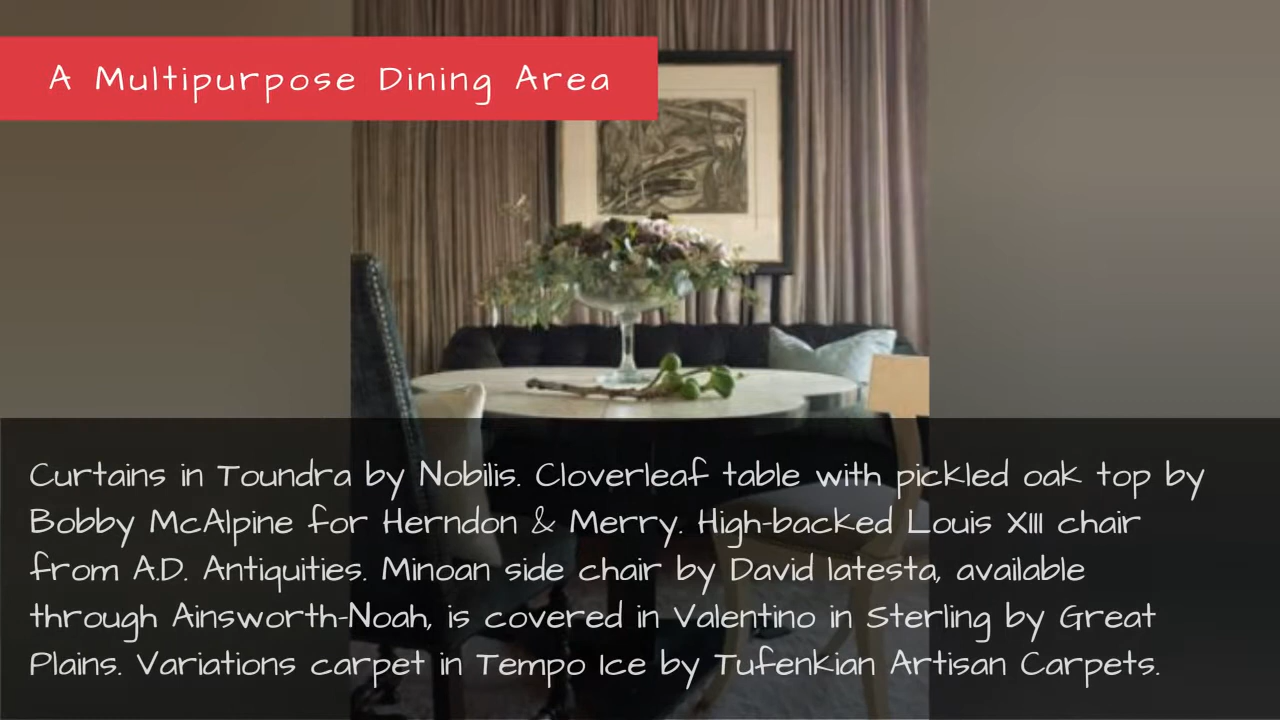 A Multipurpose Dining Area
Curtains in Toundra by Nobilis. Cloverleaf table with pickled oak top by
Bobby McAlpine for Herndon & Merry. High-backed Louis XIII chair
from A.D. Antiquities. Minoan side chair by David latesta, available
through Ainsworth-Noah, is covered in Valentino in Sterling by Great
Plains. Variations carpet in Tempo Ice by Tufenkian Artisan Carpets.